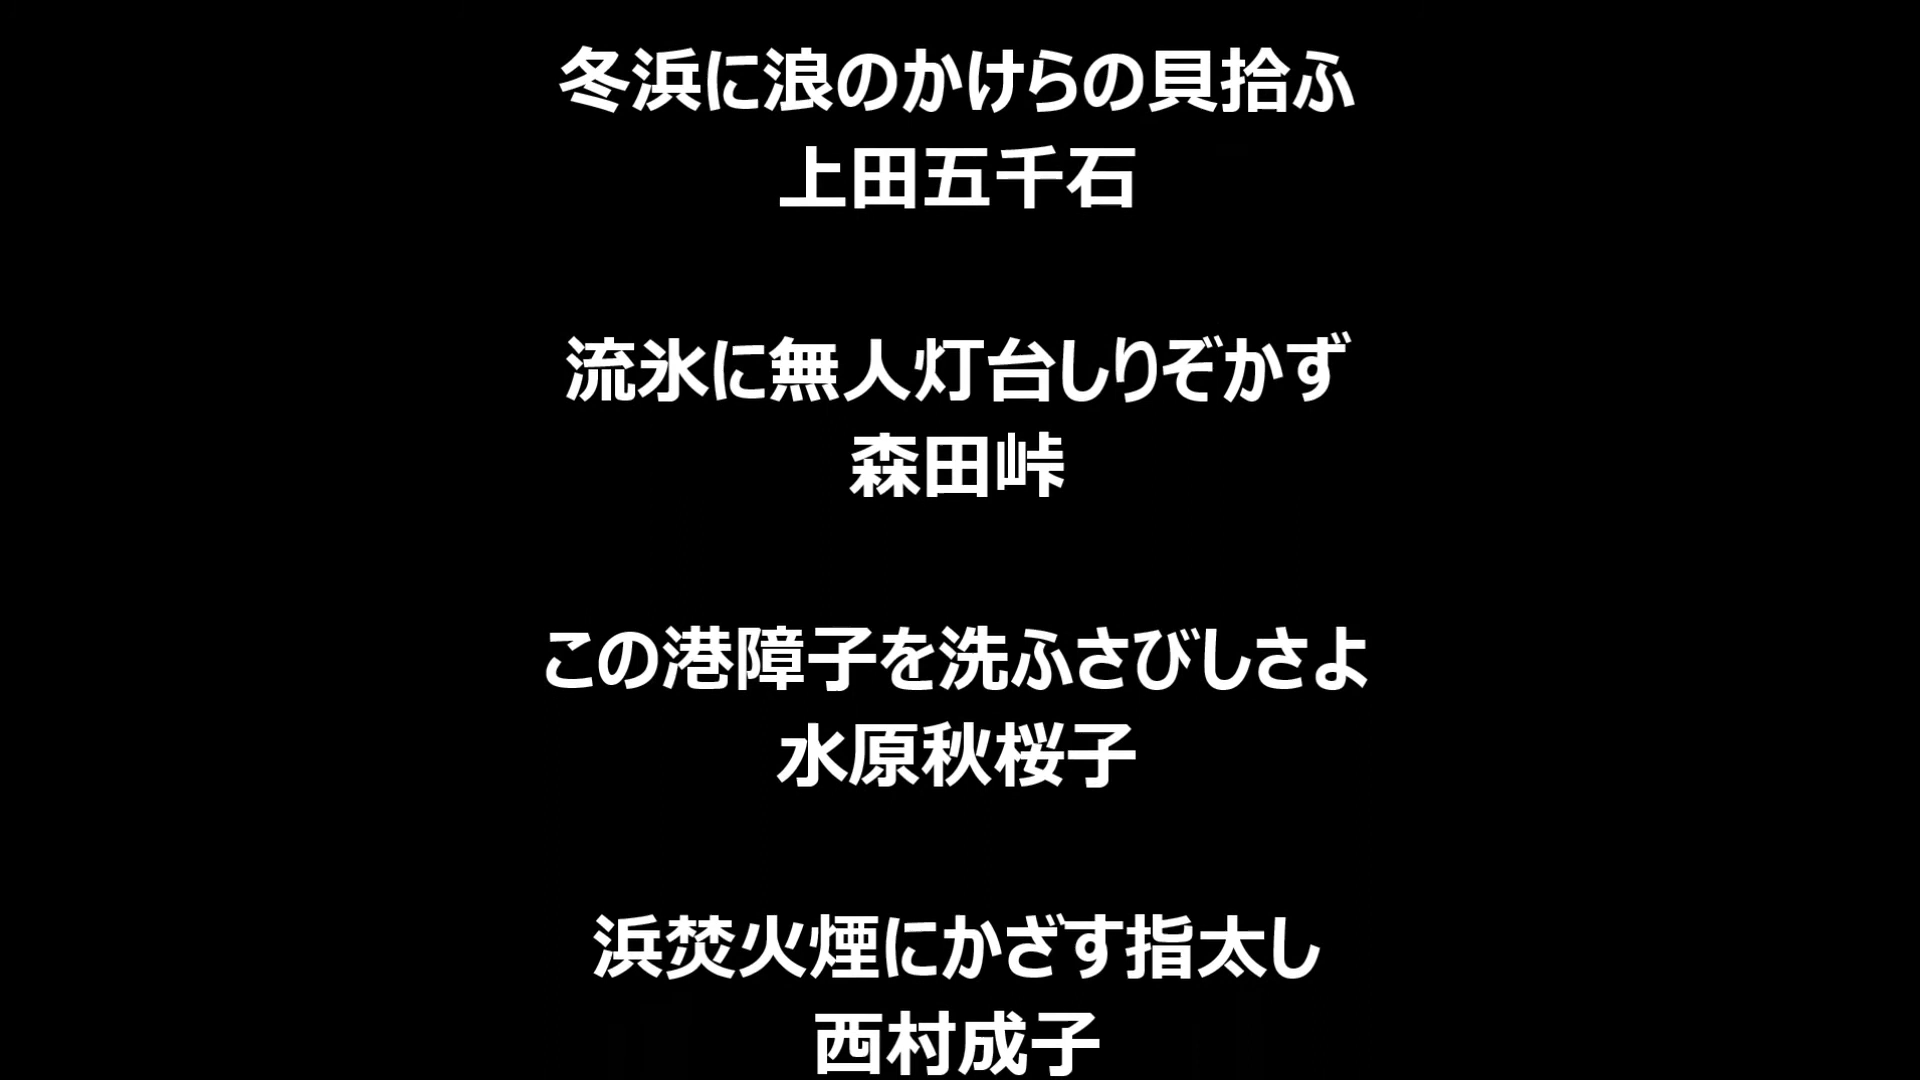 冬浜に浪のかけらの貝拾ふ
上田五千石
流氷に無人灯台しりぞかず
森田峠
この港障子を洗ふさびしさよ
水原秋桜子
浜焚火煙にかざす指太し
西村成子